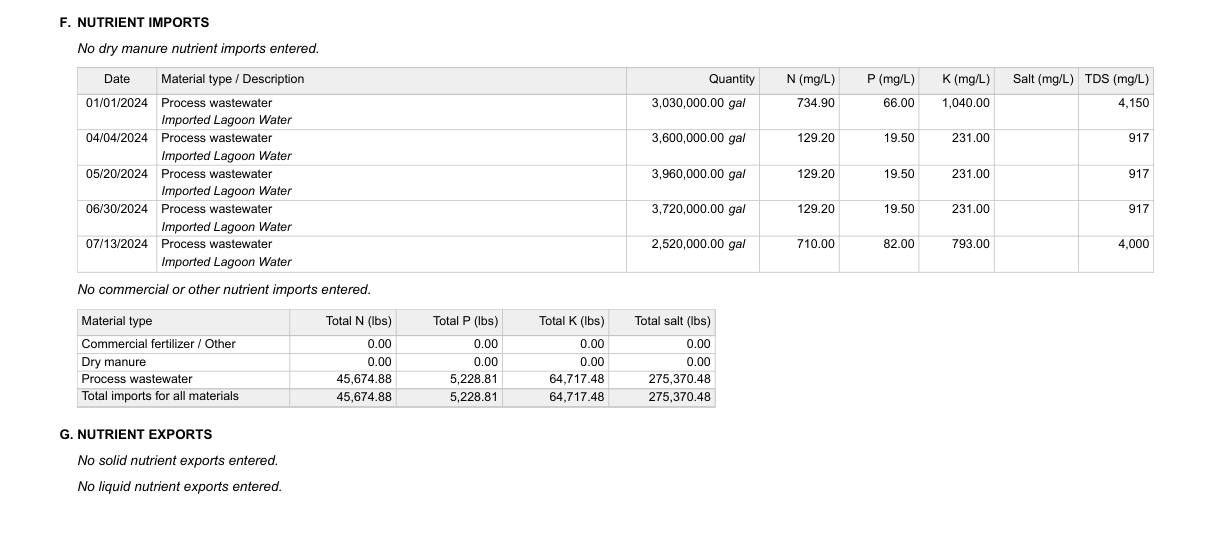 F. NUTRIENT IMPORTS
No dry manure nutrient imports entered.
Date Material type / Description Quantity N (mg/L) P (mg/L) K (mg/L) Salt (mg/L) TDS (mg/L)
01/01/2024 Process wastewater 3,030,000.00 gal 734.90 66.00 1,040.00 4,150
Imported Lagoon Water
04/04/2024 Process wastewater 3,600,000.00 gal 129.20 19.50 231.00 917
Imported Lagoon Water
05/20/2024 Process wastewater 3,960,000.00 gal 129.20 19.50 231.00 917
Imported Lagoon Water
06/30/2024 Process wastewater 3,720,000.00 gal 129.20 19.50 231.00 917
Imported Lagoon Water
07/13/2024 Process wastewater 2,520,000.00 gal 710.00 82.00 793.00 4,000
Imported Lagoon Water
No commercial or other nutrient imports entered.
Material type Total N (lbs) Total P (lbs) Total K (lbs) Total salt (lbs)
Commercial fertilizer / Other 0.00 0.00 0.00 0.00
Dry manure 0.00 0.00 0.00 0.00
Process wastewater 45,674.88 5,228.81 64,717.48 275,370.48
Total imports for all materials 45,674.88 5,228.81 64,717.48 275,370.48
G. NUTRIENT EXPORTS
No solid nutrient exports entered.
No liquid nutrient exports entered.